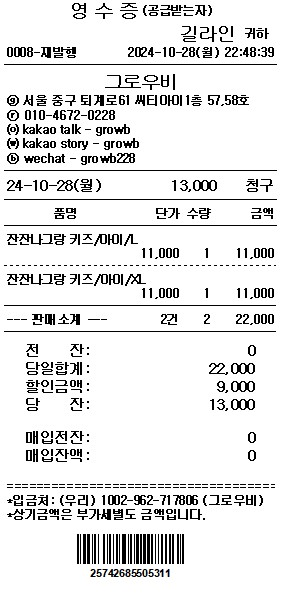 영 수 증 (공급받는자)
길라인 귀하
0008-재발행 2024-10-28(월) 22:48:39
그로우비
ⓐ 서울 중구 퇴계로61 씨티아이1층 57,58호
ⓕ 010-4672-0228
kakao talk - growb
kakao story - growb
ⓑ wechat - growb228
24-10-28(월) 13,000 청구
품명 단가 수량 금액
잔잔나그랑 키즈/아이/L
11,000 1 11,000
잔잔나그랑 키즈/아이/XL
11,000 1 11,000
--- 판매소계 --- 2건 2 22,000
전 잔: 0
당일합계: 22,000
할인금액: 9,000
당 잔: 13,000
매입전잔: 0
매입잔액: 0
*입금처: (우리) 1002-962-717806 (그로우비)
*상기금액은 부가세별도 금액입니다.
25742685505311